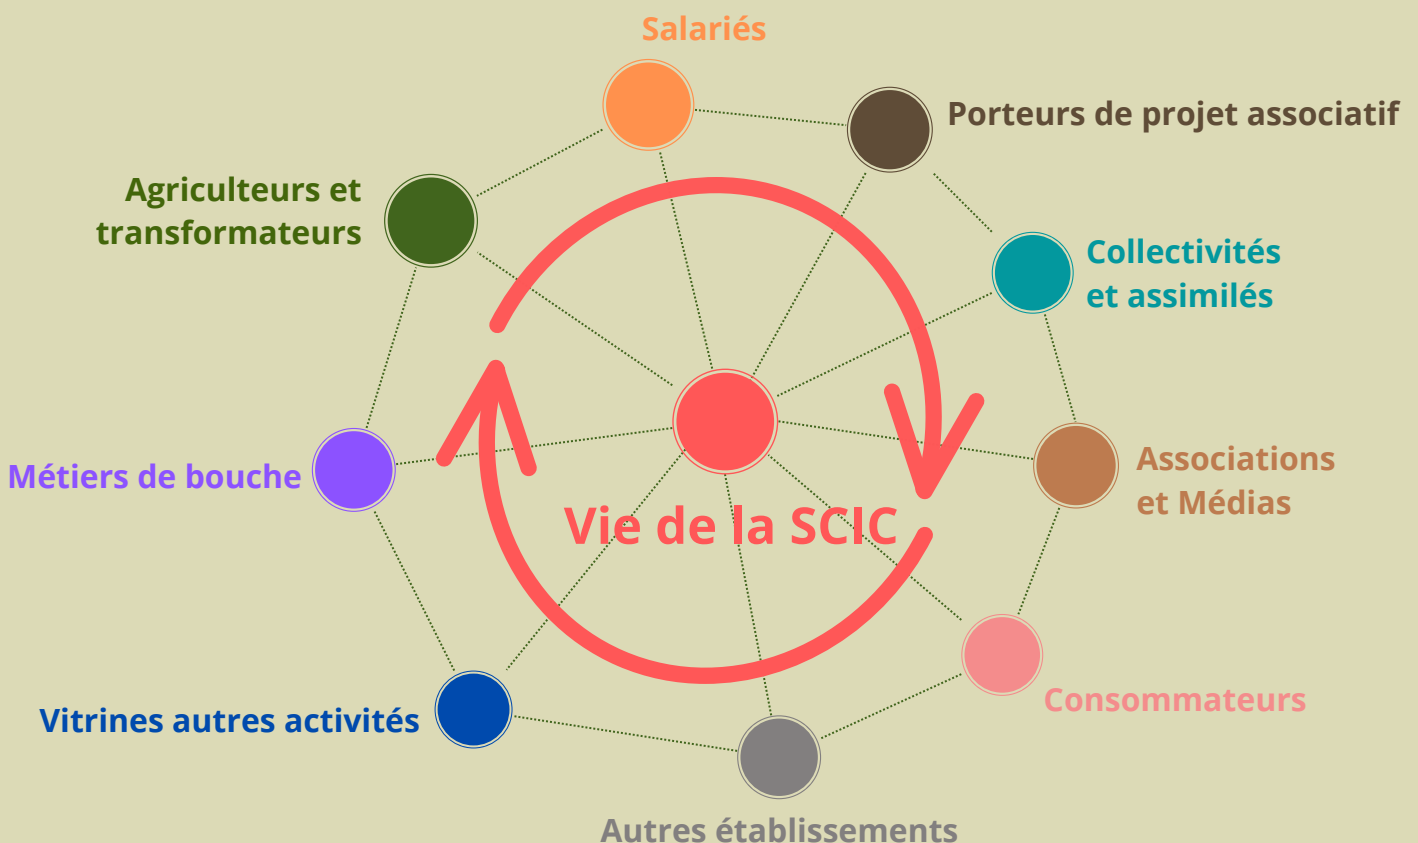 Salariés
Porteurs de projet associatif
Agriculteurs et
transformateurs
Collectivités
et assimilés
Associations
et Médias
Métiers de bouche
Vie de la SCIC
Consommateurs
Vitrines autres activités
Autres établissements